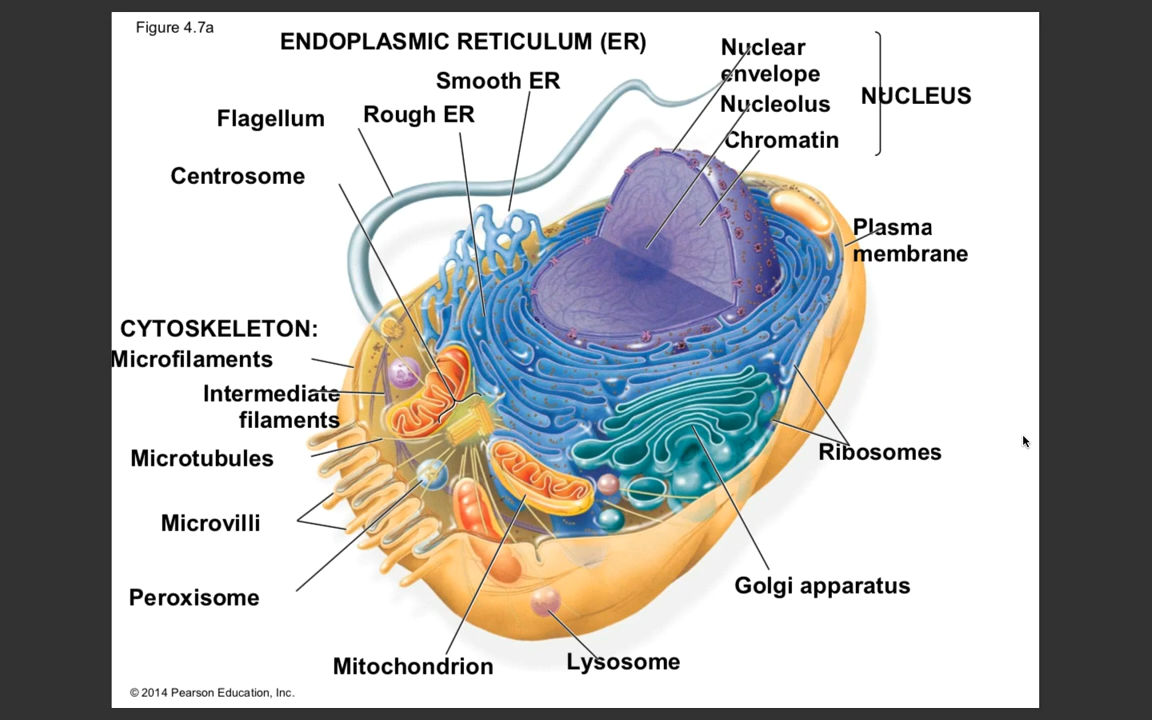 Figure 4.7a
ENDOPLASMIC RETICULUM (ER)
Nuclear
envelope
NUCLEUS
Smooth ER
Nucleolus
Flagellum
Rough ER
Chromatin
Centrosome
Plasma
membrane
CYTOSKELETON:
Microfilaments
Intermediate
filaments
Microtubules
Ribosomes
Microvilli
Peroxisome
Golgi apparatus
Mitochondrion
Lysosome
© 2014 Pearson Education, Inc.